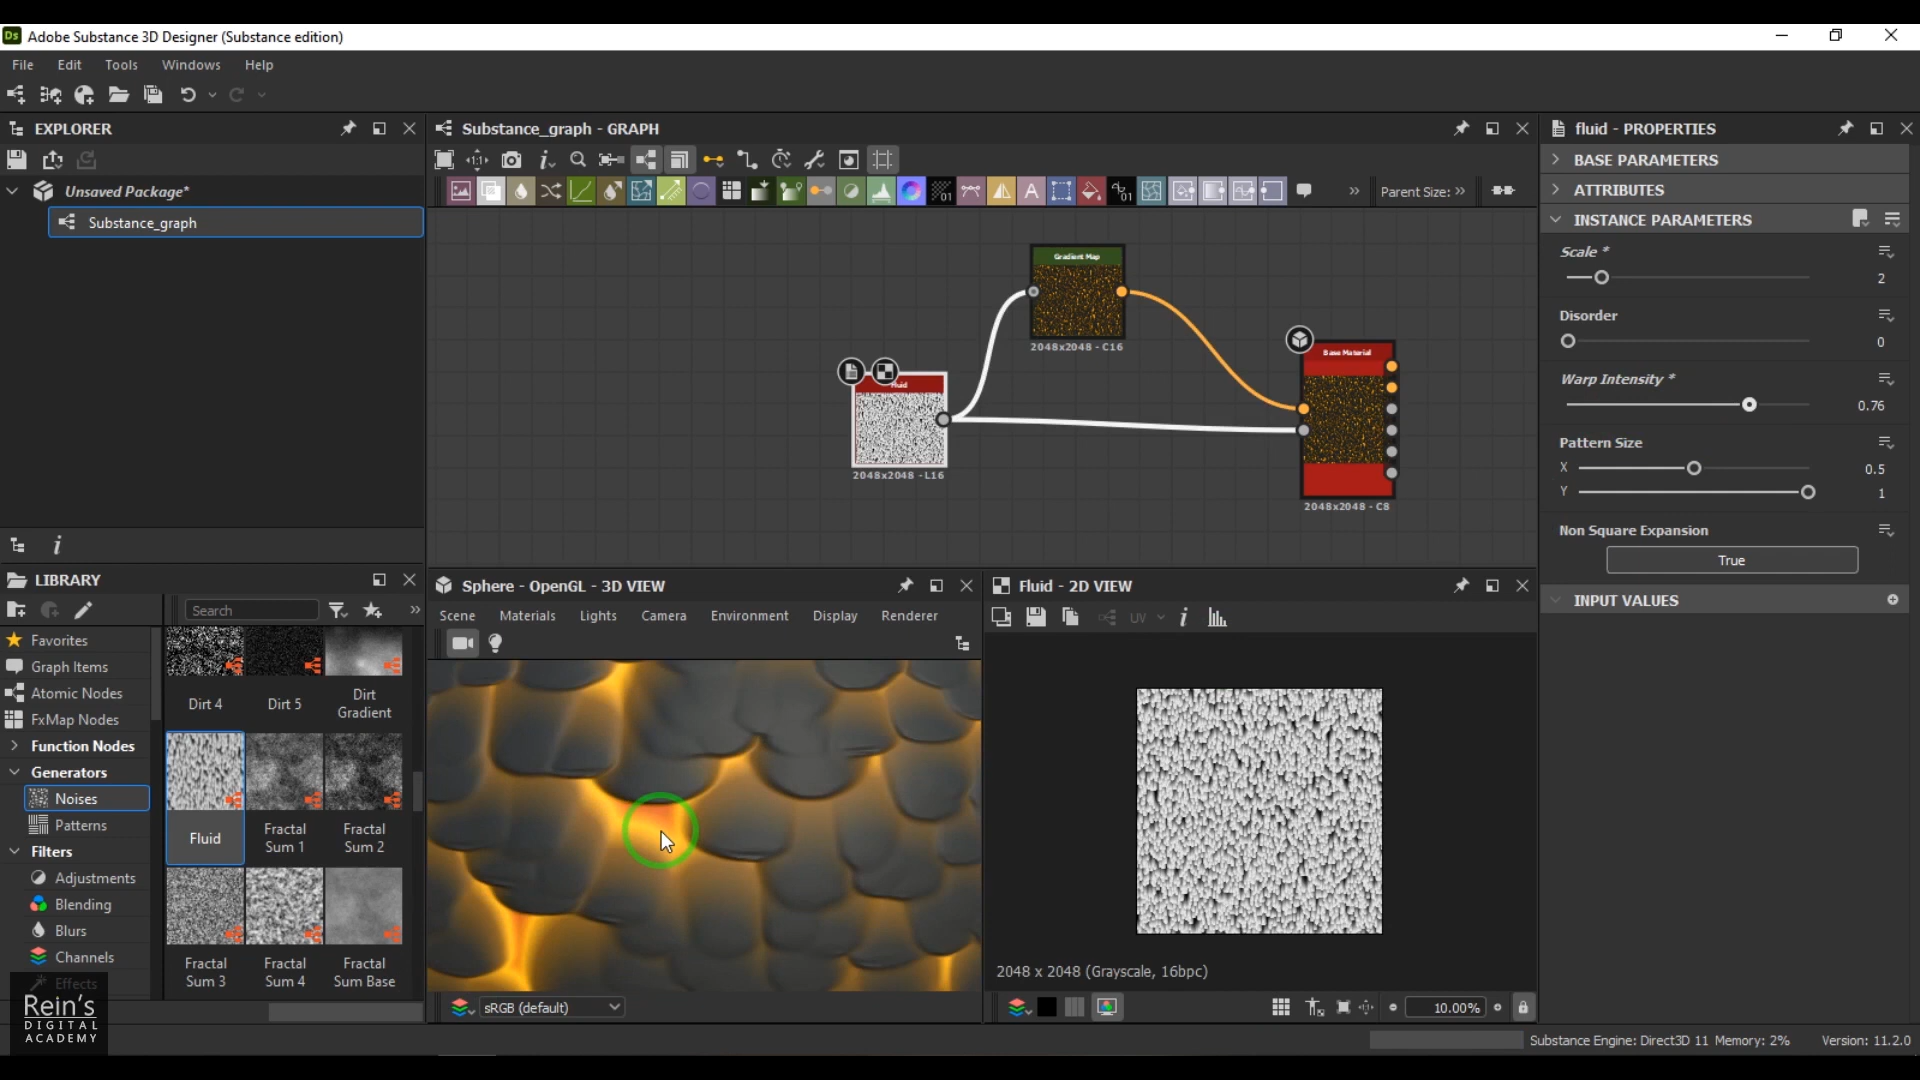 Ds Adobe Substance 3D Designer (Substance edition)
File Edit Tools Windows Help
EXPLORER
Unsaved Package*
Substance_graph
Substance_graph - GRAPH
Parent Size: »
Gradient Map
2048x2048 - C16
Fluid
2048x2048 - L16
Base Material
2048x2048 - C8
fluid - PROPERTIES
BASE PARAMETERS
ATTRIBUTES
INSTANCE PARAMETERS
Scale *
2
Disorder
0
Warp Intensity *
0.76
Pattern Size
X 0.5
Y 1
Non Square Expansion
True
INPUT VALUES
LIBRARY
Search
Favorites
Graph Items
Atomic Nodes
FxMap Nodes
Function Nodes
Generators
Noises
Patterns
Filters
Adjustments
Blending
Blurs
Channels
Effects
Dirt 4
Dirt 5
Dirt Gradient
Fluid
Fractal Sum 1
Fractal Sum 2
Fractal Sum 3
Fractal Sum 4
Fractal Sum Base
Sphere - OpenGL - 3D VIEW
Scene Materials Lights Camera Environment Display Renderer
sRGB (default)
Fluid - 2D VIEW
UV
2048 x 2048 (Grayscale, 16bpc)
10.00%
Rein's
DIGITAL
ACADEMY
Substance Engine: Direct3D 11 Memory: 2% Version: 11.2.0